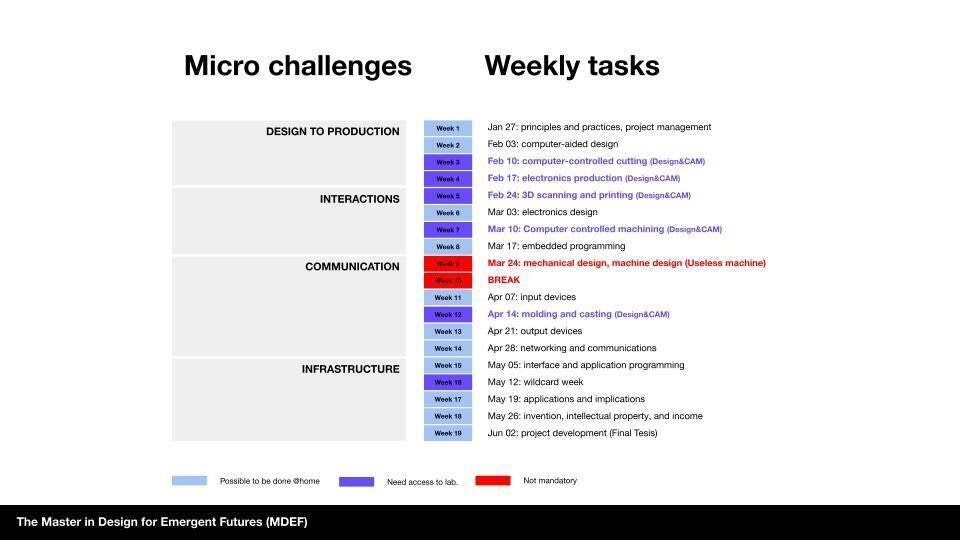 Micro challenges
Weekly tasks
DESIGN TO PRODUCTION
INTERACTIONS
COMMUNICATION
INFRASTRUCTURE
Week 1 Jan 27: principles and practices, project management
Week 2 Feb 03: computer-aided design
Week 3 Feb 10: computer-controlled cutting (Design&CAM)
Week 4 Feb 17: electronics production (Design&CAM)
Week 5 Feb 24: 3D scanning and printing (Design&CAM)
Week 6 Mar 03: electronics design
Week 7 Mar 10: Computer controlled machining (Design&CAM)
Week 8 Mar 17: embedded programming
Week 9 Mar 24: mechanical design, machine design (Useless machine)
Week 10 BREAK
Week 11 Apr 07: input devices
Week 12 Apr 14: molding and casting (Design&CAM)
Week 13 Apr 21: output devices
Week 14 Apr 28: networking and communications
Week 15 May 05: interface and application programming
Week 16 May 12: wildcard week
Week 17 May 19: applications and implications
Week 18 May 26: invention, intellectual property, and income
Week 19 Jun 02: project development (Final Tesis)
Possible to be done @home
Need access to lab.
Not mandatory
The Master in Design for Emergent Futures (MDEF)